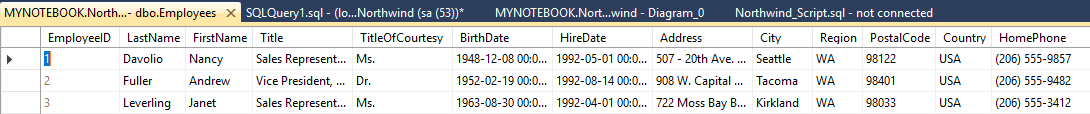 MYNOTEBOOK.North...- dbo.Employees SQLQuery1.sql - (lo...Northwind (sa (53))* MYNOTEBOOK.Nort...wind - Diagram_0 Northwind_Script.sql - not connected
EmployeeID LastName FirstName Title TitleOfCourtesy BirthDate HireDate Address City Region PostalCode Country HomePhone
1 Davolio Nancy Sales Represent... Ms. 1948-12-08 00:0... 1992-05-01 00:0... 507 - 20th Ave. ... Seattle WA 98122 USA (206) 555-9857
2 Fuller Andrew Vice President, ... Dr. 1952-02-19 00:0... 1992-08-14 00:0... 908 W. Capital ... Tacoma WA 98401 USA (206) 555-9482
3 Leverling Janet Sales Represent... Ms. 1963-08-30 00:0... 1992-04-01 00:0... 722 Moss Bay B... Kirkland WA 98033 USA (206) 555-3412